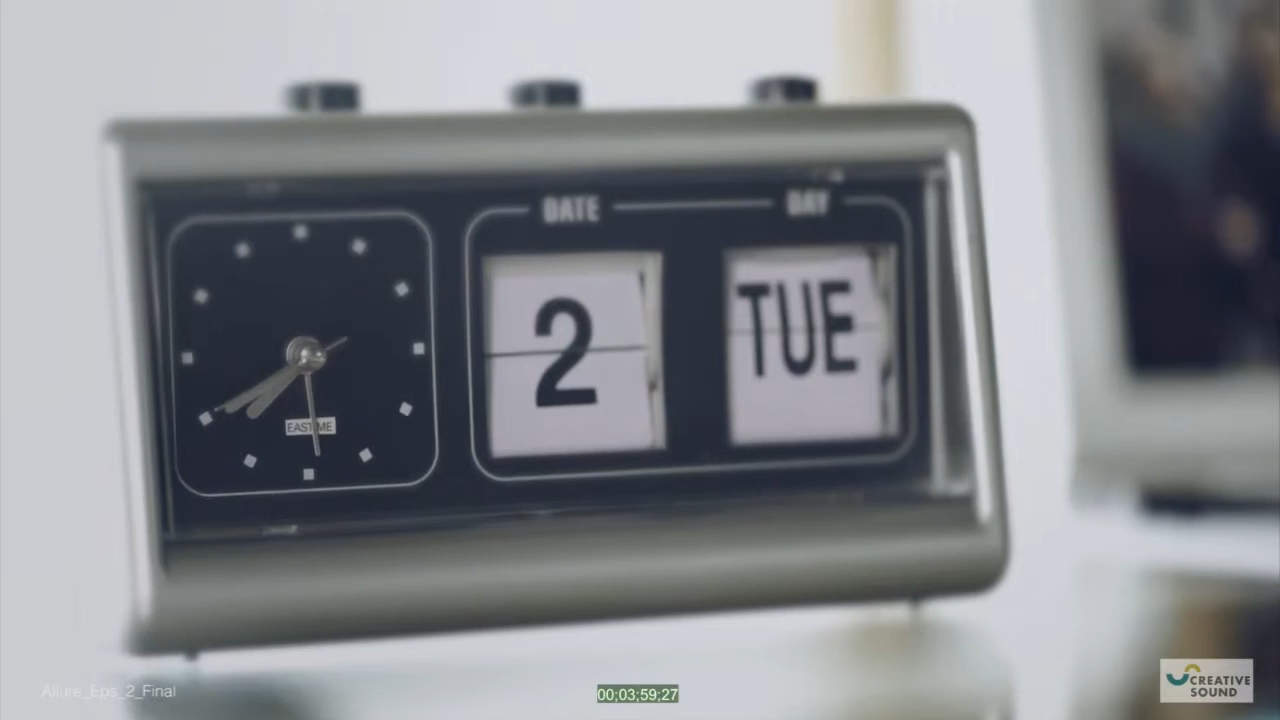 DATE
DAY
2
TUE
EASTIME
Allure_Eps_2_Final
00;03;59;27
CREATIVE
SOUND